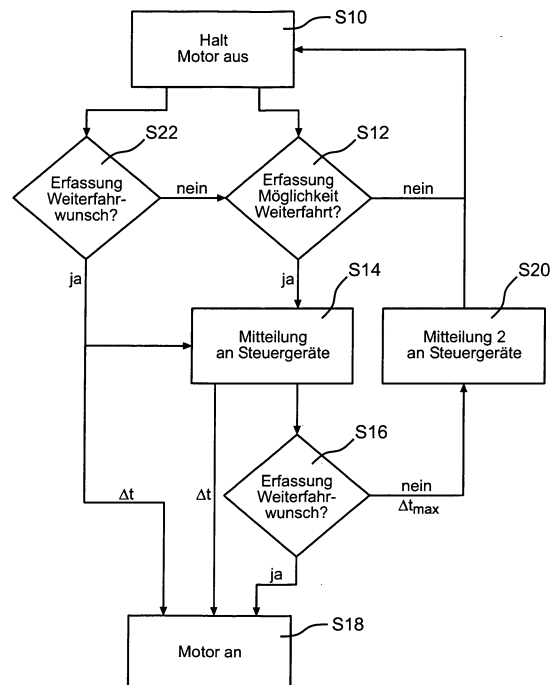 S10
Halt
Motor aus
S22
S12
Erfassung
Weiterfahr-
wunsch?
nein
Erfassung
Möglichkeit
Weiterfahrt?
nein
ja
ja
S14
S20
Mitteilung
an Steuergeräte
Mitteilung 2
an Steuergeräte
S16
Erfassung
Weiterfahr-
wunsch?
nein
Δt
Δt
Δtmax
ja
S18
Motor an